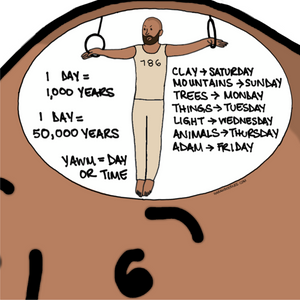 1 DAY =
1,000 YEARS
1 DAY =
50,000 YEARS
YAWM = DAY
OR TIME
786
CLAY → SATURDAY
MOUNTAINS → SUNDAY
TREES → MONDAY
THINGS → TUESDAY
LIGHT → WEDNESDAY
ANIMALS → THURSDAY
ADAM → FRIDAY